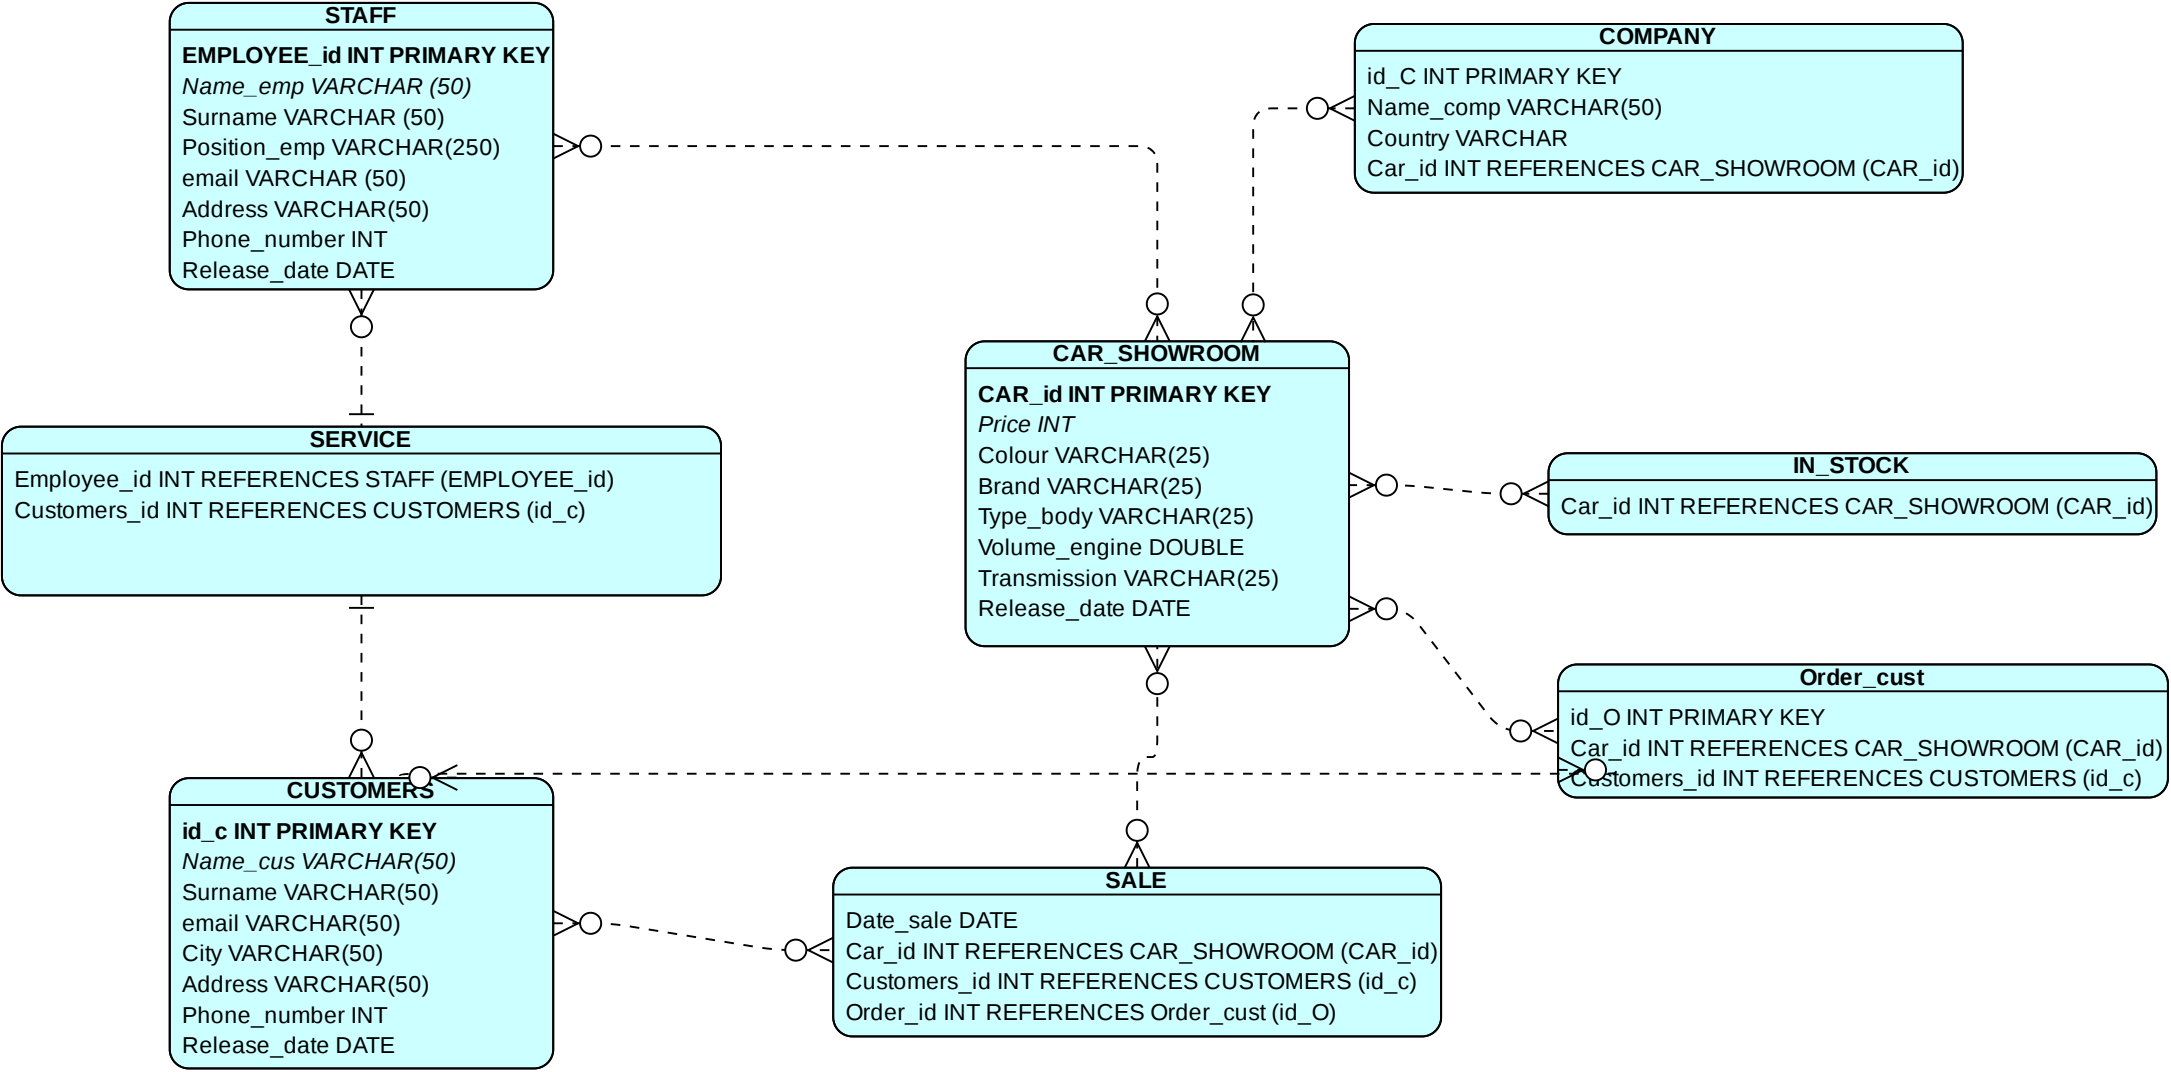 STAFF
EMPLOYEE_id INT PRIMARY KEY
Name_emp VARCHAR (50)
Surname VARCHAR (50)
Position_emp VARCHAR(250)
email VARCHAR (50)
Address VARCHAR(50)
Phone_number INT
Release_date DATE
COMPANY
id_C INT PRIMARY KEY
Name_comp VARCHAR(50)
Country VARCHAR
Car_id INT REFERENCES CAR_SHOWROOM (CAR_id)
CAR_SHOWROOM
CAR_id INT PRIMARY KEY
Price INT
Colour VARCHAR(25)
Brand VARCHAR(25)
Type_body VARCHAR(25)
Volume_engine DOUBLE
Transmission VARCHAR(25)
Release_date DATE
SERVICE
Employee_id INT REFERENCES STAFF (EMPLOYEE_id)
Customers_id INT REFERENCES CUSTOMERS (id_c)
IN_STOCK
Car_id INT REFERENCES CAR_SHOWROOM (CAR_id)
Order_cust
id_O INT PRIMARY KEY
Car_id INT REFERENCES CAR_SHOWROOM (CAR_id)
Customers_id INT REFERENCES CUSTOMERS (id_c)
CUSTOMERS
id_c INT PRIMARY KEY
Name_cus VARCHAR(50)
Surname VARCHAR(50)
email VARCHAR(50)
City VARCHAR(50)
Address VARCHAR(50)
Phone_number INT
Release_date DATE
SALE
Date_sale DATE
Car_id INT REFERENCES CAR_SHOWROOM (CAR_id)
Customers_id INT REFERENCES CUSTOMERS (id_c)
Order_id INT REFERENCES Order_cust (id_O)